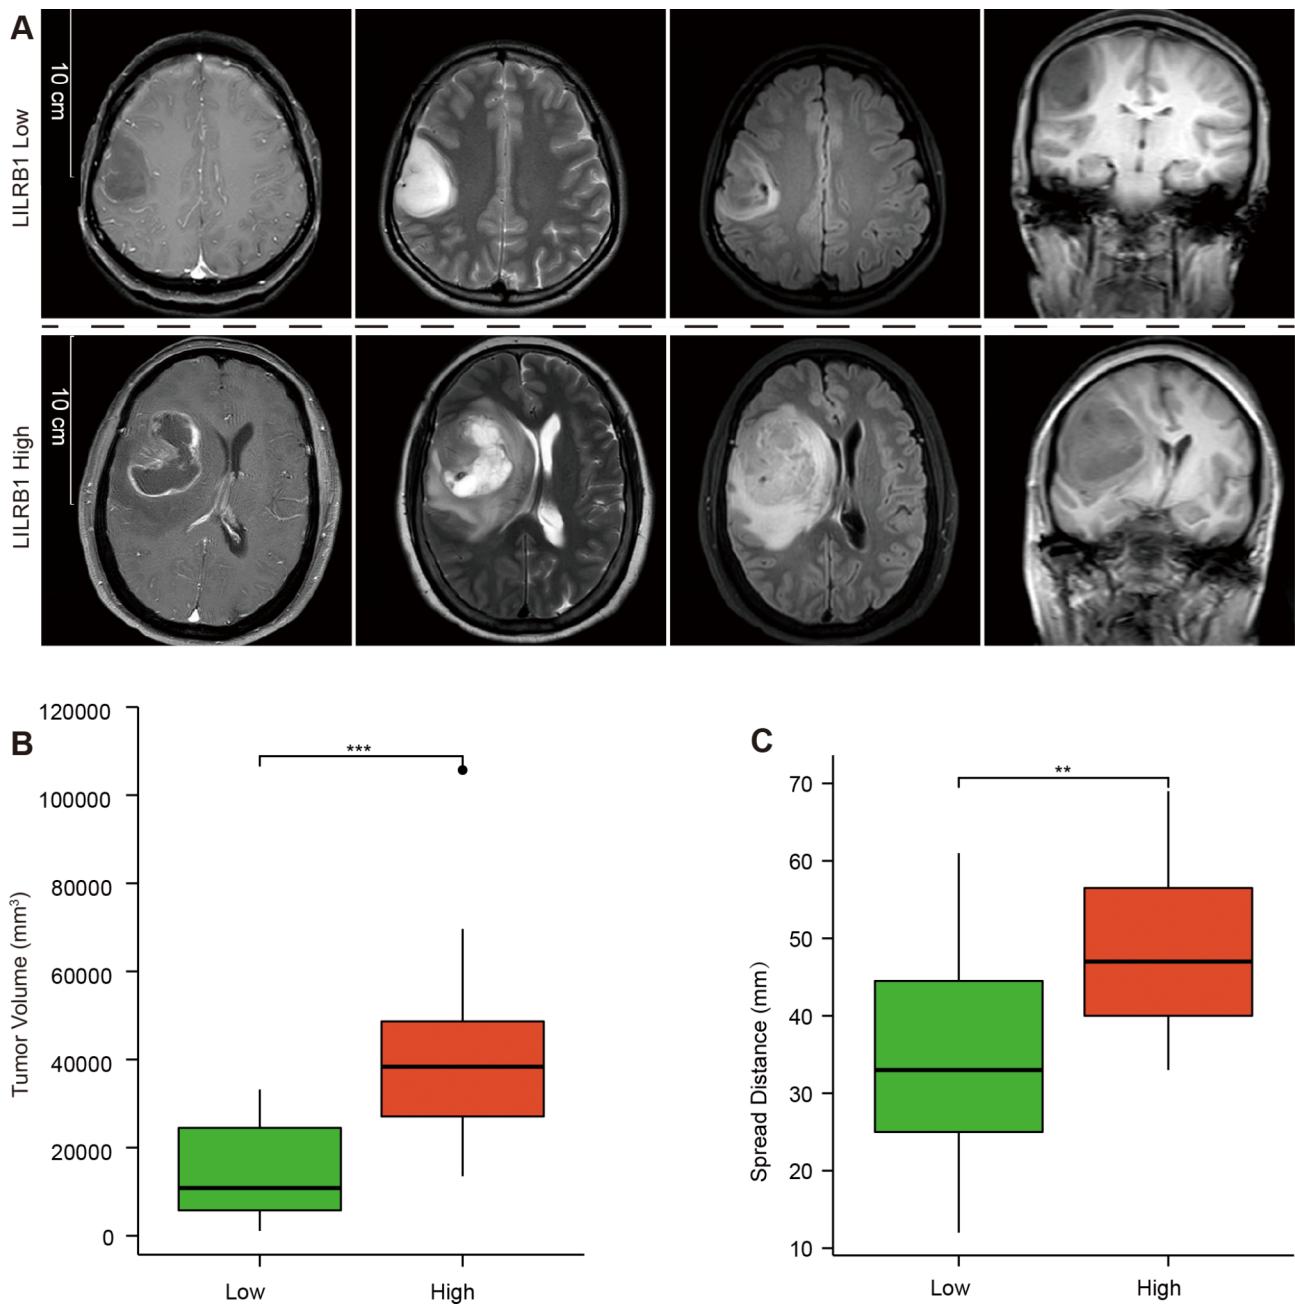 A
10 cm
LILRB1 Low
10 cm
LILRB1 High
B
120000
100000
80000
60000
40000
20000
0
Tumor Volume (mm³)
***
Low
High
C
70
60
50
40
30
20
10
Spread Distance (mm)
**
Low
High